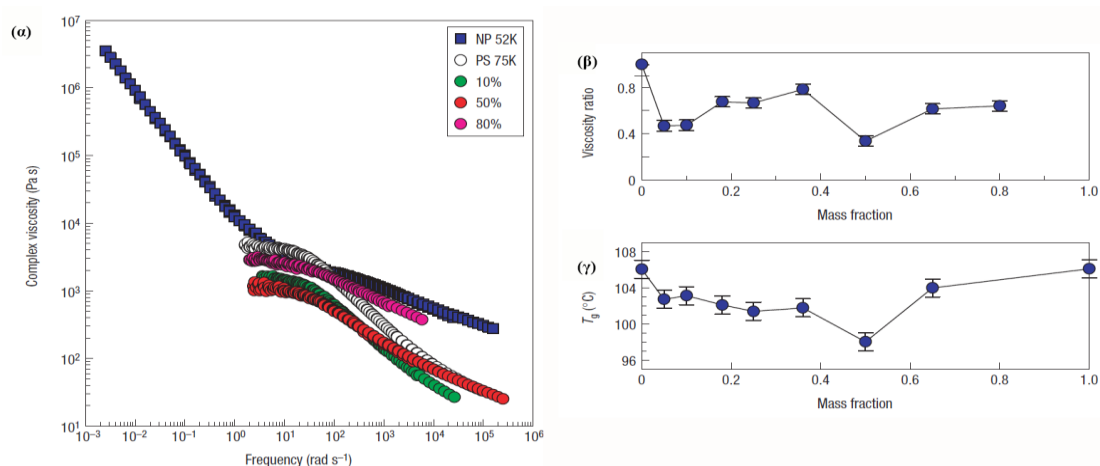 (α)
Complex viscosity (Pa s)
10⁷
10⁶
10⁵
10⁴
10³
10²
10¹
NP 52K
PS 75K
10%
50%
80%
10⁻³ 10⁻² 10⁻¹ 10⁰ 10¹ 10² 10³ 10⁴ 10⁵ 10⁶
Frequency (rad s⁻¹)
(β)
Viscosity ratio
0.8
0.4
0
0 0.2 0.4 0.6 0.8 1.0
Mass fraction
(γ)
Tg (°C)
108
104
100
96
0 0.2 0.4 0.6 0.8 1.0
Mass fraction